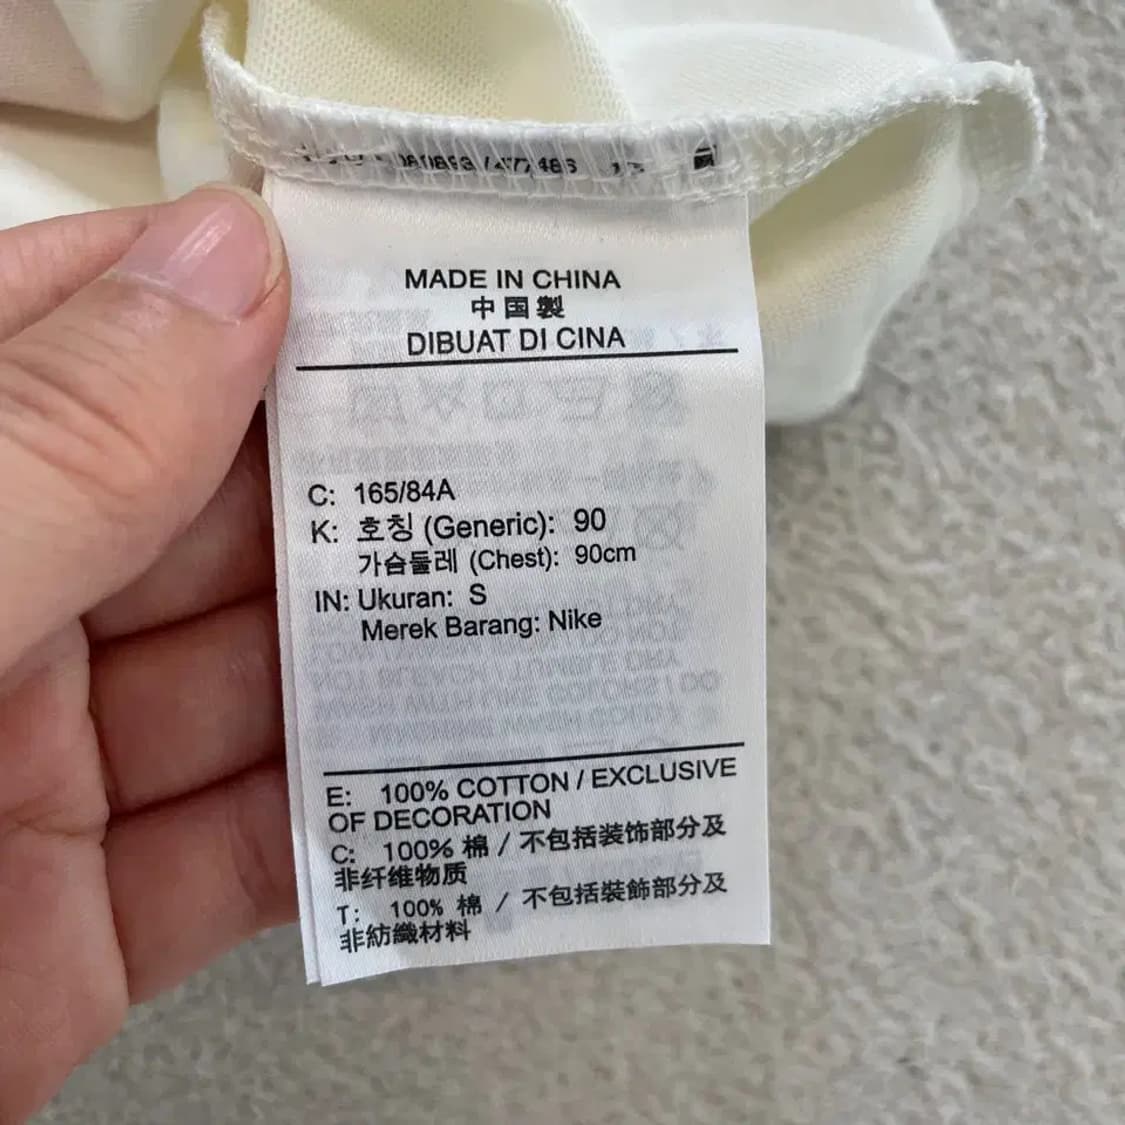 MADE IN CHINA
中国製
DIBUAT DI CINA
C: 165/84A
K: 호칭 (Generic): 90
가슴둘레 (Chest): 90cm
IN: Ukuran: S
Merek Barang: Nike
E: 100% COTTON / EXCLUSIVE
OF DECORATION
C: 100% 棉 / 不包括装饰部分及
非纤维物质
T: 100% 棉 / 不包括裝飾部分及
非紡織材料